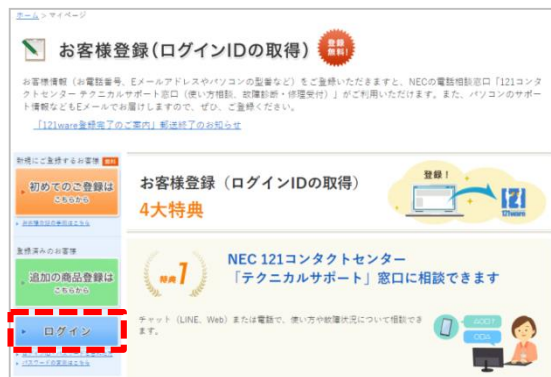 ホーム > マイページ
お客様登録(ログインIDの取得)
登録
無料!
お客様情報（お電話番号、Eメールアドレスやパソコンの型番など）をご登録いただきますと、NECの電話相談窓口「121コンタ
クトセンター テクニカルサポート窓口（使い方相談、故障診断・修理受付）」がご利用いただけます。また、パソコンのサポー
ト情報などもEメールでお届けしますので、ぜひ、ご登録ください。
「121ware登録完了のご案内」郵送終了のお知らせ
新規にご登録するお客様 無料
初めてのご登録は
こちらから
登録済みのお客様
追加の商品登録は
こちらから
ログイン
パスワードの変更はこちら
お客様登録（ログインIDの取得）
4大特典
登録！
121
121ware
特典1
NEC 121コンタクトセンター
「テクニカルサポート」窓口に相談できます
チャット（LINE、Web）または電話で、使い方や故障状況について相談でき
ます。